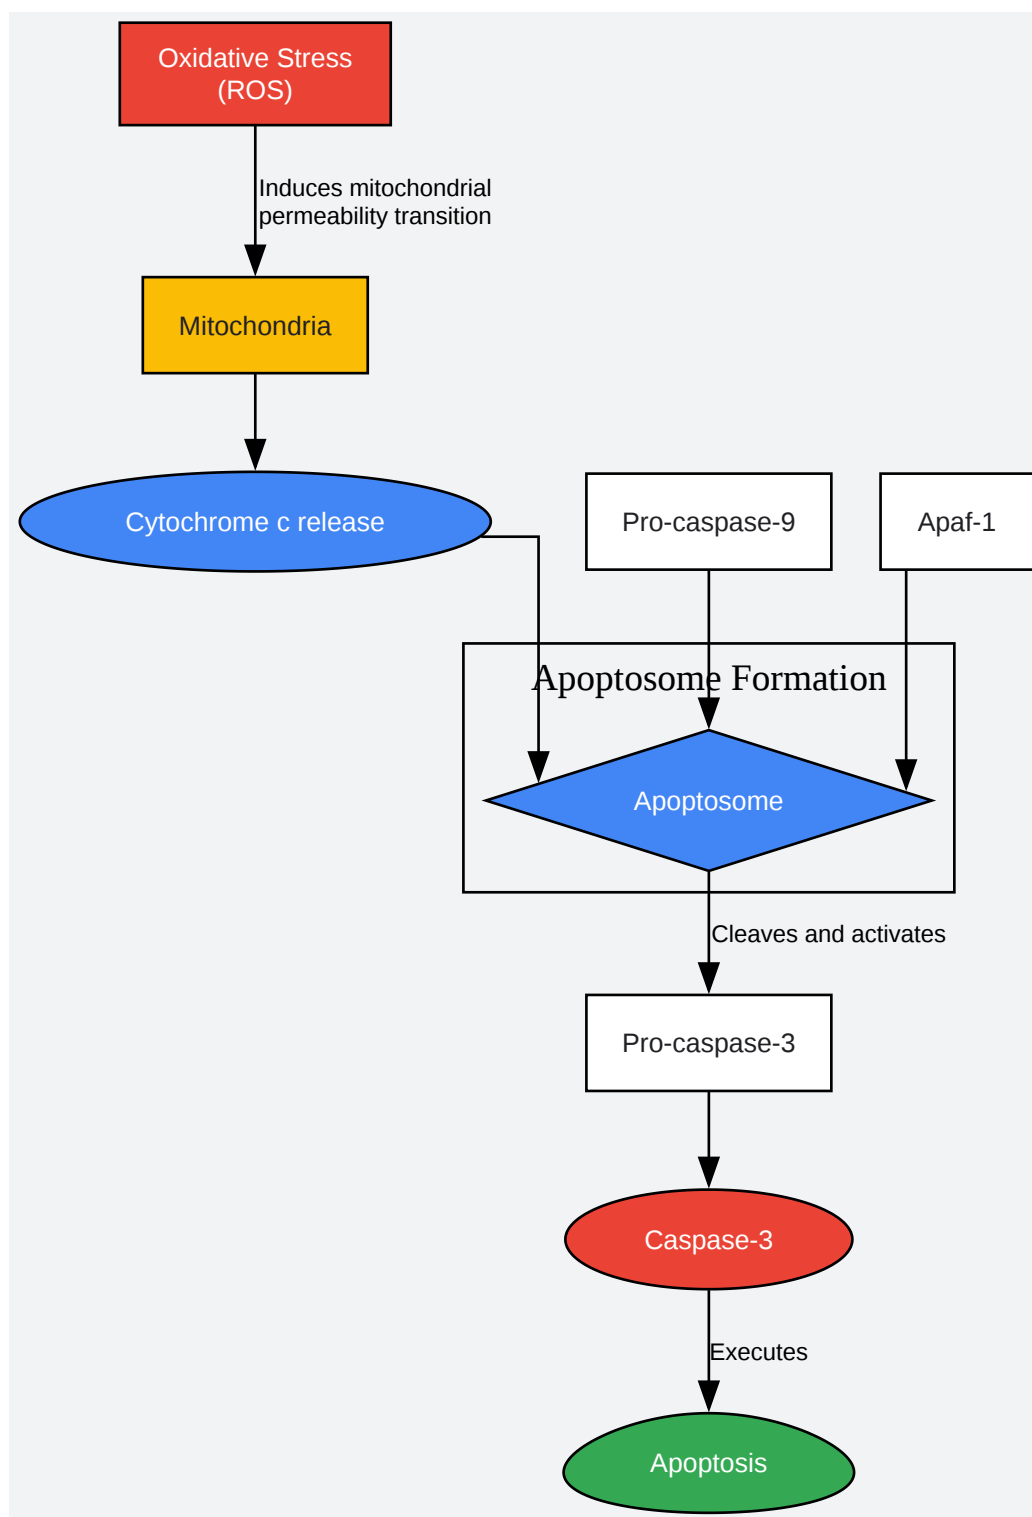 Oxidative Stress
(ROS)
Induces mitochondrial
permeability transition
Mitochondria
Cytochrome c release
Pro-caspase-9
Apaf-1
Apoptosome Formation
Apoptosome
Cleaves and activates
Pro-caspase-3
Caspase-3
Executes
Apoptosis